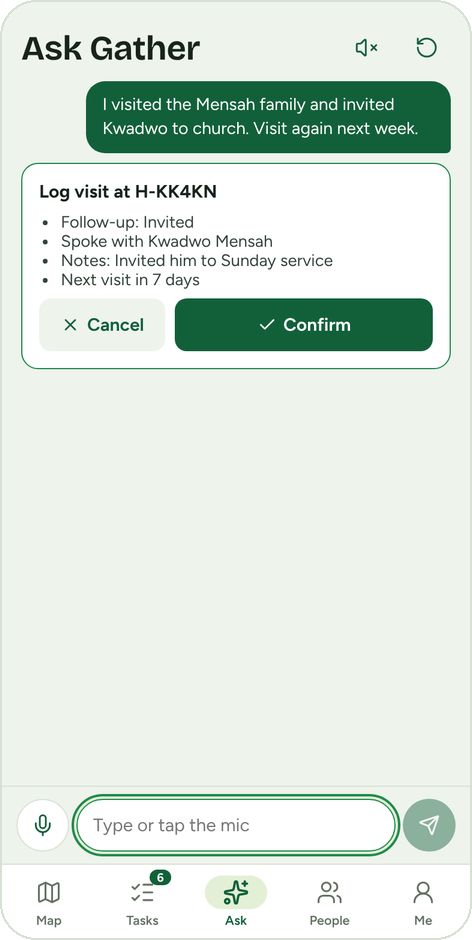 Ask Gather
I visited the Mensah family and invited
Kwadwo to church. Visit again next week.
Log visit at H-KK4KN
• Follow-up: Invited
• Spoke with Kwadwo Mensah
• Notes: Invited him to Sunday service
• Next visit in 7 days
Cancel
Confirm
Type or tap the mic
6
Map
Tasks
Ask
People
Me